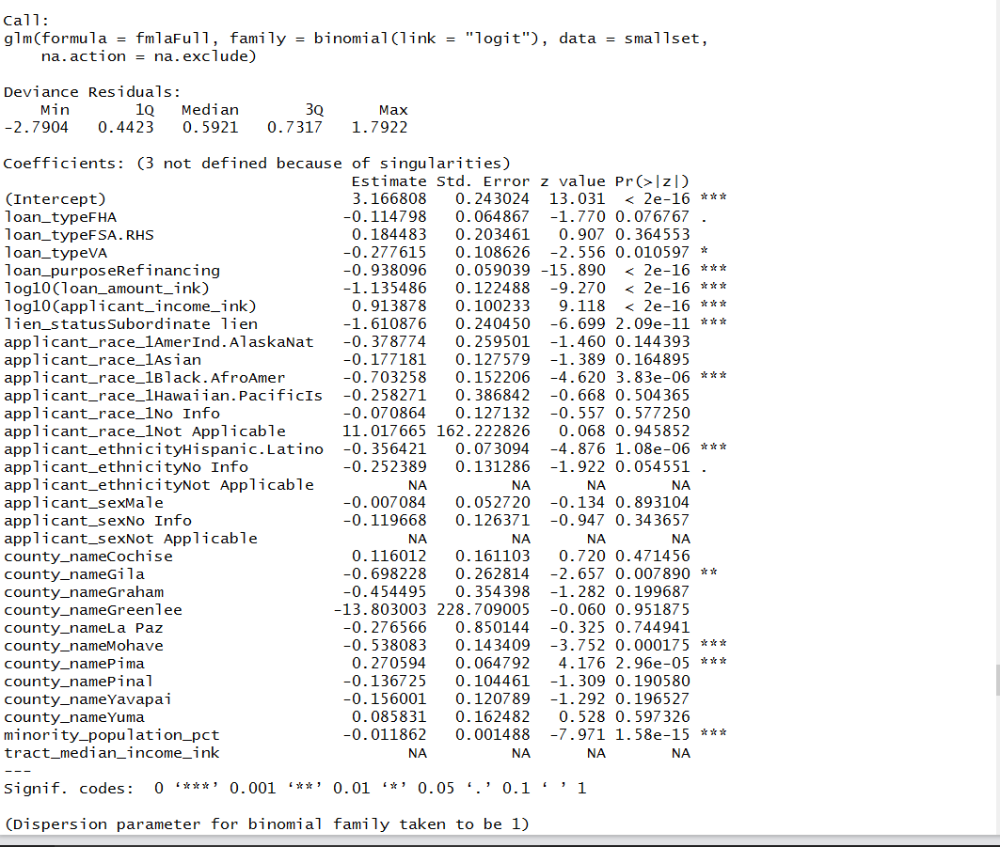 Call:
glm(formula = fmlaFull, family = binomial(link = "logit"), data = smallset,
    na.action = na.exclude)

Deviance Residuals:
    Min      1Q   Median      3Q     Max
-2.7904   0.4423   0.5921   0.7317   1.7922

Coefficients: (3 not defined because of singularities)
                                     Estimate Std. Error z value Pr(>|z|)
(Intercept)                          3.166808   0.243024  13.031  < 2e-16 ***
loan_typeFHA                        -0.114798   0.064867  -1.770 0.076767 .
loan_typeFSA.RHS                     0.184483   0.203461   0.907 0.364553
loan_typeVA                         -0.277615   0.108626  -2.556 0.010597 *
loan_purposeRefinancing             -0.938096   0.059039 -15.890  < 2e-16 ***
log10(loan_amount_ink)              -1.135486   0.122488  -9.270  < 2e-16 ***
log10(applicant_income_ink)          0.913878   0.100233   9.118  < 2e-16 ***
lien_statusSubordinate lien         -1.610876   0.240450  -6.699 2.09e-11 ***
applicant_race_1AmerInd.AlaskaNat   -0.378774   0.259501  -1.460 0.144393
applicant_race_1Asian               -0.177181   0.127579  -1.389 0.164895
applicant_race_1Black.AfroAmer      -0.703258   0.152206  -4.620 3.83e-06 ***
applicant_race_1Hawaiian.PacificIs  -0.258271   0.386842  -0.668 0.504365
applicant_race_1No Info             -0.070864   0.127132  -0.557 0.577250
applicant_race_1Not Applicable      11.017665 162.222826   0.068 0.945852
applicant_ethnicityHispanic.Latino  -0.356421   0.073094  -4.876 1.08e-06 ***
applicant_ethnicityNo Info          -0.252389   0.131286  -1.922 0.054551 .
applicant_ethnicityNot Applicable          NA         NA      NA       NA
applicant_sexMale                   -0.007084   0.052720  -0.134 0.893104
applicant_sexNo Info                -0.119668   0.126371  -0.947 0.343657
applicant_sexNot Applicable                NA         NA      NA       NA
county_nameCochise                   0.116012   0.161103   0.720 0.471456
county_nameGila                     -0.698228   0.262814  -2.657 0.007890 **
county_nameGraham                   -0.454495   0.354398  -1.282 0.199687
county_nameGreenlee                -13.803003 228.709005  -0.060 0.951875
county_nameLa Paz                   -0.276566   0.850144  -0.325 0.744941
county_nameMohave                   -0.538083   0.143409  -3.752 0.000175 ***
county_namePima                      0.270594   0.064792   4.176 2.96e-05 ***
county_namePinal                    -0.136725   0.104461  -1.309 0.190580
county_nameYavapai                  -0.156001   0.120789  -1.292 0.196527
county_nameYuma                      0.085831   0.162482   0.528 0.597326
minority_population_pct             -0.011862   0.001488  -7.971 1.58e-15 ***
tract_median_income_ink                    NA         NA      NA       NA
---
Signif. codes:  0 ‘***’ 0.001 ‘**’ 0.01 ‘*’ 0.05 ‘.’ 0.1 ‘ ’ 1

(Dispersion parameter for binomial family taken to be 1)